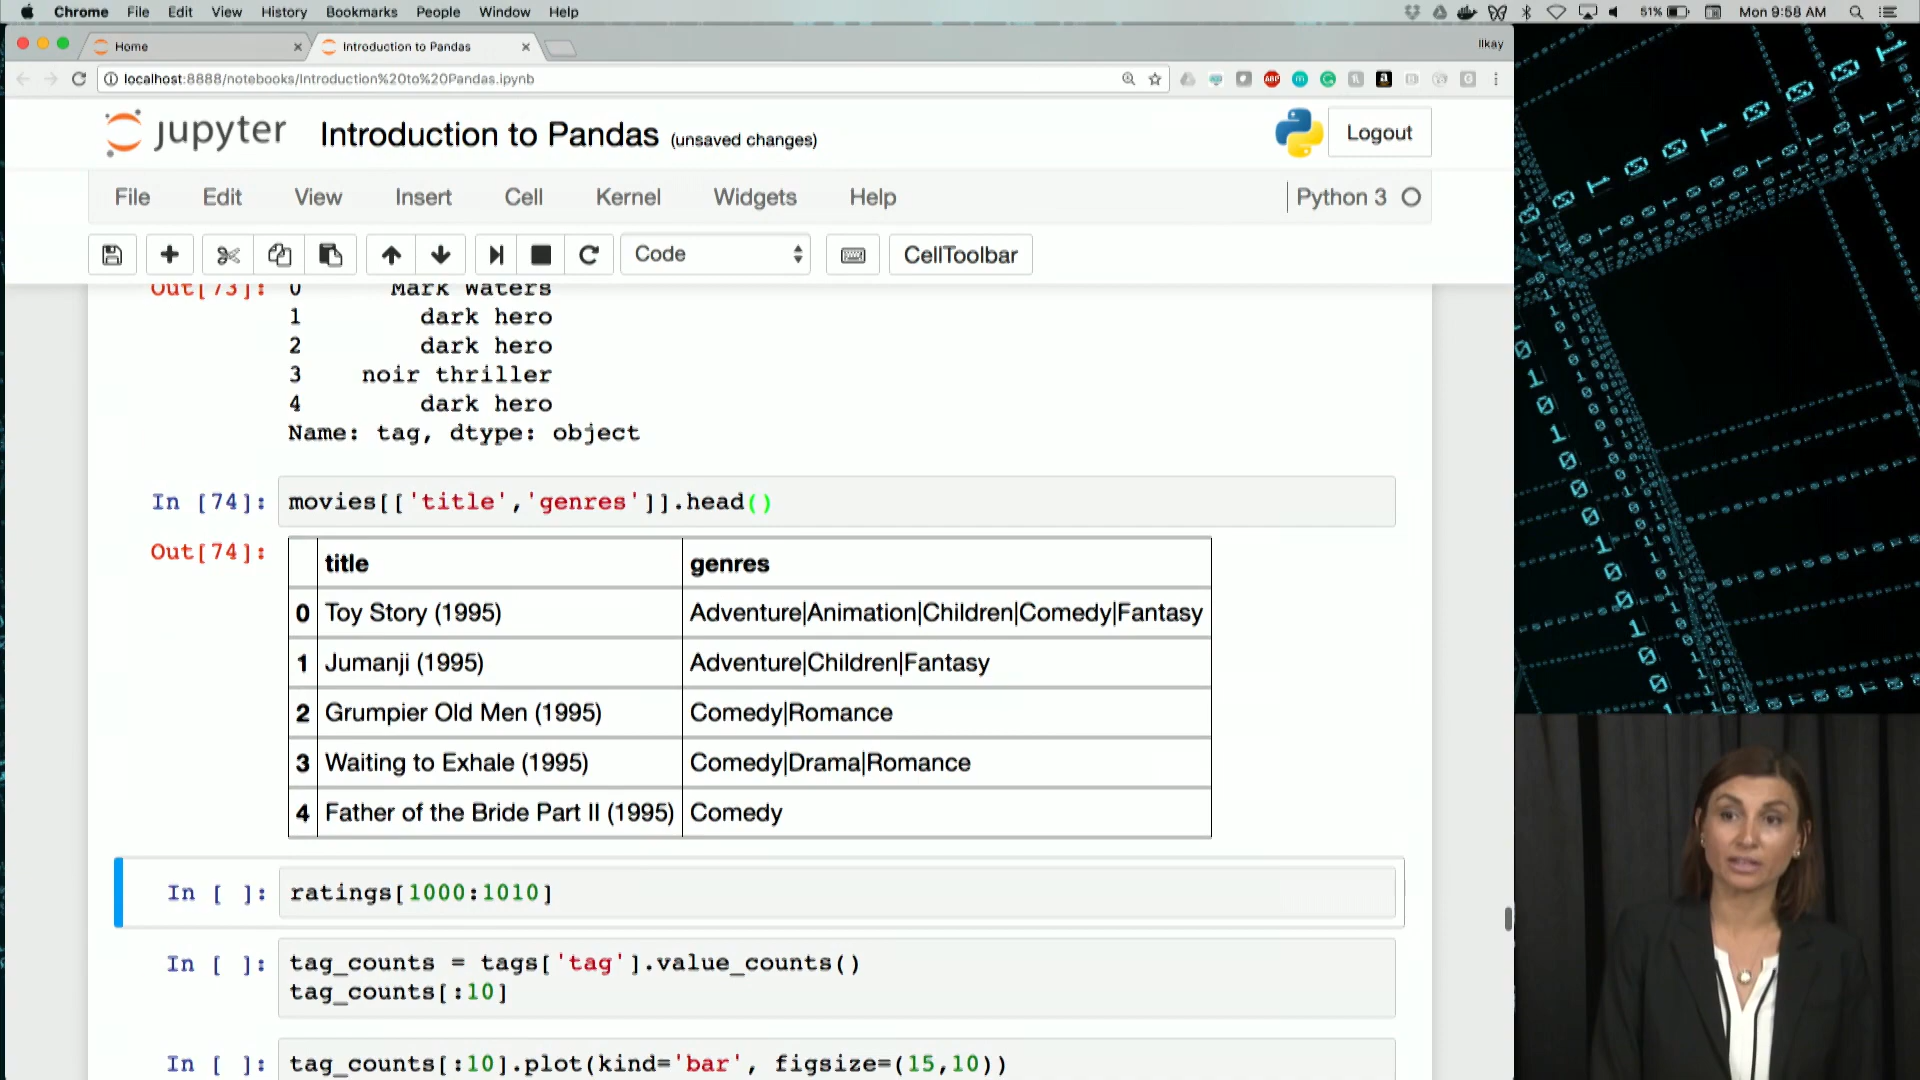 Chrome File Edit View History Bookmarks People Window Help 51% Mon 9:58 AM
Home Introduction to Pandas Ilkay
localhost:8888/notebooks/Introduction%20to%20Pandas.ipynb
jupyter Introduction to Pandas (unsaved changes) Logout
File Edit View Insert Cell Kernel Widgets Help Python 3
Code CellToolbar
Out[73]: 0 Mark Waters
1 dark hero
2 dark hero
3 noir thriller
4 dark hero
Name: tag, dtype: object
In [74]: movies[['title','genres']].head()
Out[74]:
title genres
0 Toy Story (1995) Adventure|Animation|Children|Comedy|Fantasy
1 Jumanji (1995) Adventure|Children|Fantasy
2 Grumpier Old Men (1995) Comedy|Romance
3 Waiting to Exhale (1995) Comedy|Drama|Romance
4 Father of the Bride Part II (1995) Comedy
In [ ]: ratings[1000:1010]
In [ ]: tag_counts = tags['tag'].value_counts()
tag_counts[:10]
In [ ]: tag_counts[:10].plot(kind='bar', figsize=(15,10))